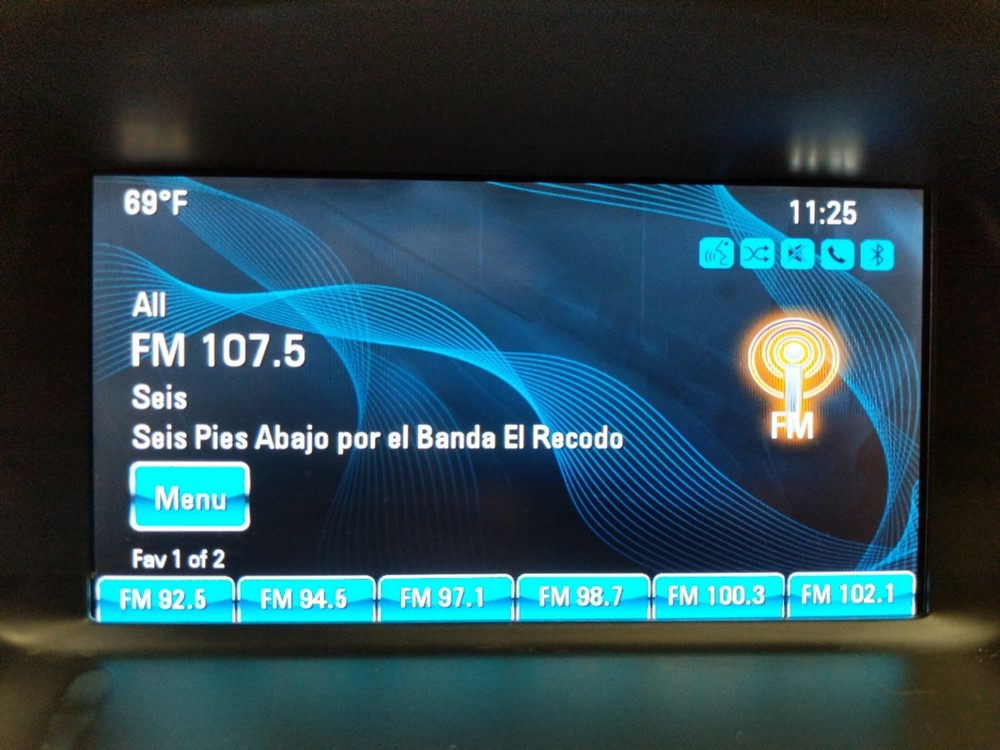 69°F
11:25
All
FM 107.5
Seis
Seis Pies Abajo por el Banda El Recodo
FM
Menu
Fav 1 of 2
FM 92.5 FM 94.5 FM 97.1 FM 98.7 FM 100.3 FM 102.1